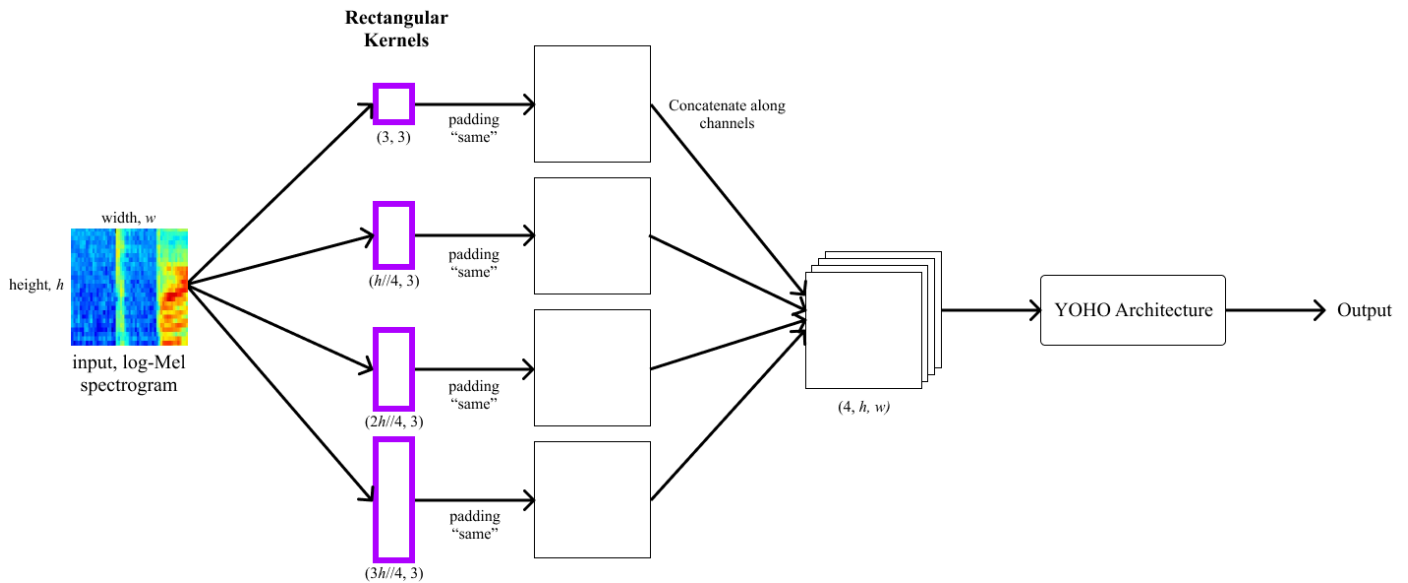 Rectangular
Kernels
(3, 3)
padding
“same”
Concatenate along
channels
width, w
height, h
input, log-Mel
spectrogram
(h//4, 3)
padding
“same”
(2h//4, 3)
padding
“same”
(3h//4, 3)
padding
“same”
(4, h, w)
YOHO Architecture
Output